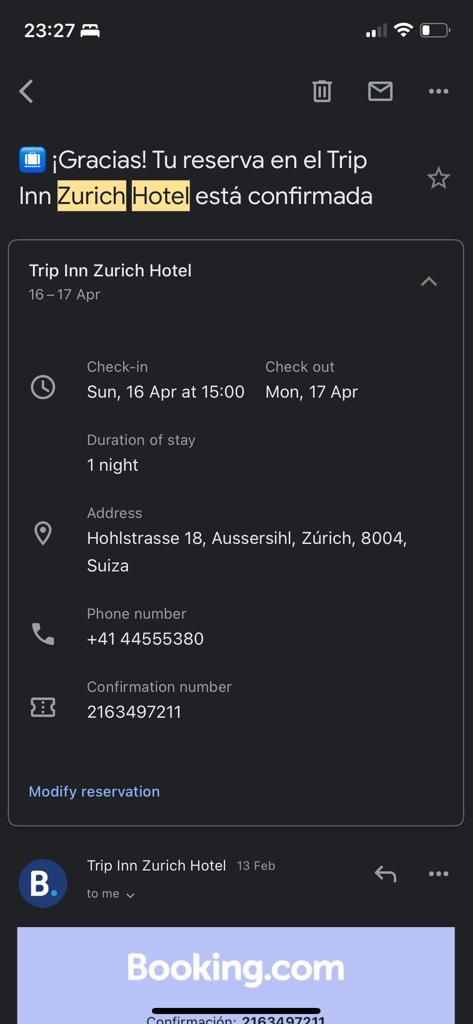 23:27
¡Gracias! Tu reserva en el Trip
Inn Zurich Hotel está confirmada
Trip Inn Zurich Hotel
16 – 17 Apr
Check-in
Sun, 16 Apr at 15:00
Check out
Mon, 17 Apr
Duration of stay
1 night
Address
Hohlstrasse 18, Aussersihl, Zúrich, 8004,
Suiza
Phone number
+41 44555380
Confirmation number
2163497211
Modify reservation
B.
Trip Inn Zurich Hotel 13 Feb
to me
Booking.com
Confirmación: 2163497211